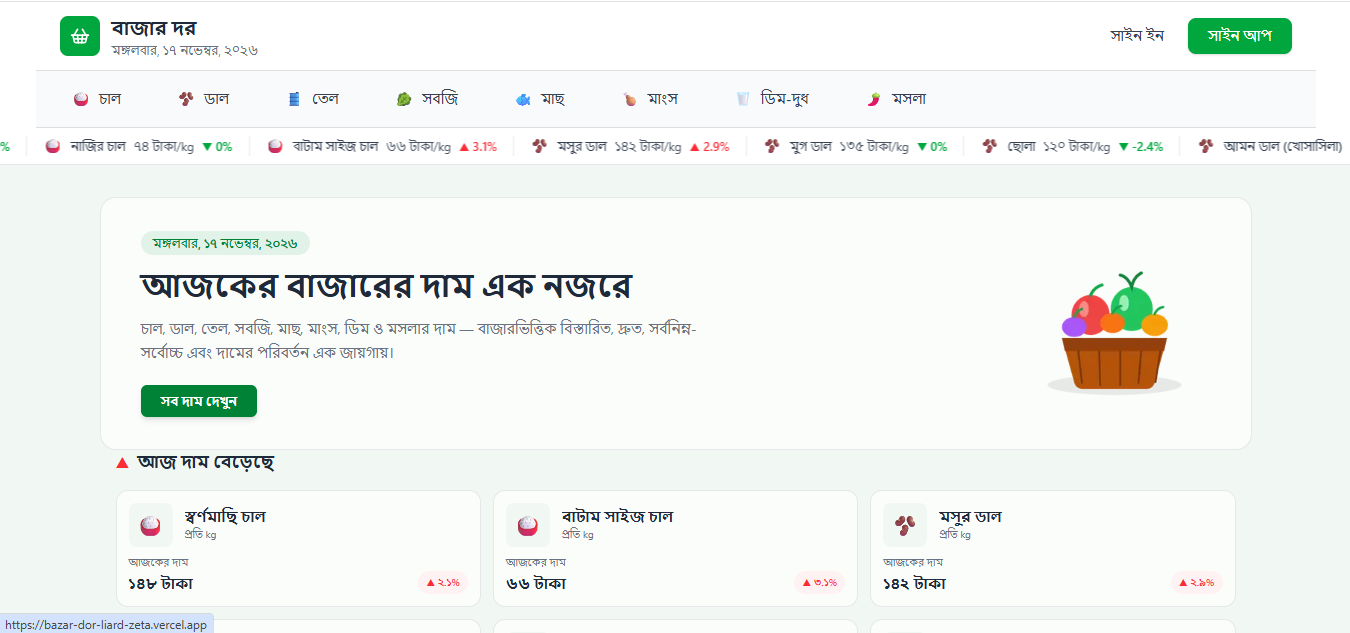 বাজার দর
মঙ্গলবার, ১৭ নভেম্বর, ২০২৬
সাইন ইন
সাইন আপ
চাল ডাল তেল সবজি মাছ মাংস ডিম-দুধ মসলা
% নাজির চাল ৭৪ টাকা/kg ▼ 0% বাটাম সাইজ চাল ৬৬ টাকা/kg ▲ 3.1% মসুর ডাল ১৪২ টাকা/kg ▲ 2.9% মুগ ডাল ১৩৫ টাকা/kg ▼ 0% ছোলা ১২০ টাকা/kg ▼ -2.4% আমন ডাল (খোসাসিলা)
মঙ্গলবার, ১৭ নভেম্বর, ২০২৬
আজকের বাজারের দাম এক নজরে
চাল, ডাল, তেল, সবজি, মাছ, মাংস, ডিম ও মসলার দাম — বাজারভিত্তিক বিস্তারিত, দ্রুত, সর্বনিম্ন-
সর্বোচ্চ এবং দামের পরিবর্তন এক জায়গায়।
সব দাম দেখুন
▲ আজ দাম বেড়েছে
স্বর্ণমাছি চাল
প্রতি kg
আজকের দাম
১৪৮ টাকা ▲ ২.১%
বাটাম সাইজ চাল
প্রতি kg
আজকের দাম
৬৬ টাকা ▲ ৩.১%
মসুর ডাল
প্রতি kg
আজকের দাম
১৪২ টাকা ▲ ২.৯%
https://bazar-dor-liard-zeta.vercel.app